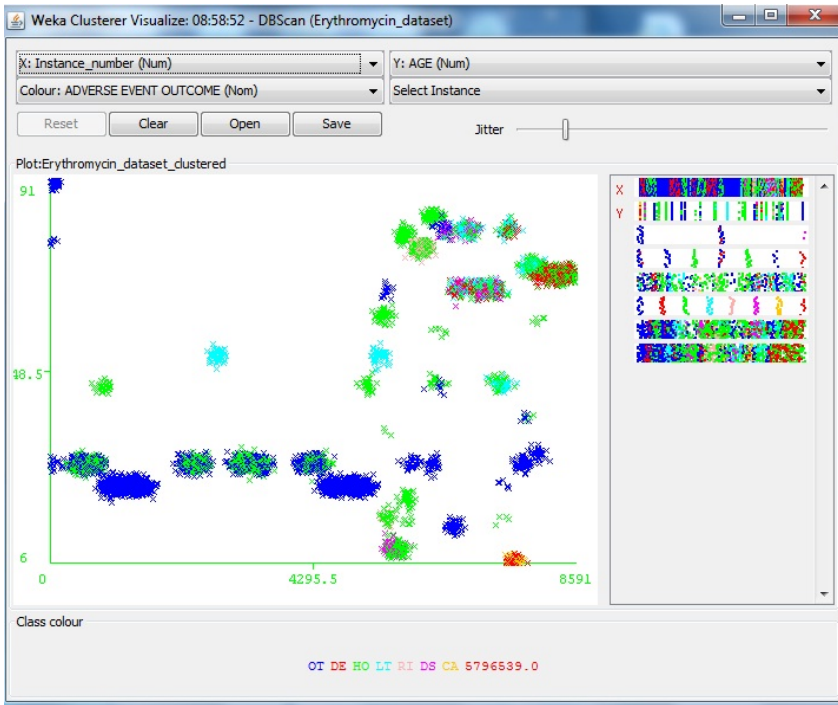 Weka Clusterer Visualize: 08:58:52 - DBScan (Erythromycin_dataset)
X: Instance_number (Num) Y: AGE (Num)
Colour: ADVERSE EVENT OUTCOME (Nom) Select Instance
Reset Clear Open Save Jitter
Plot:Erythromycin_dataset_clustered
91
X
Y
48.5
6
0 4295.5 8591
Class colour
OT DE HO LT RI DS CA 5796539.0